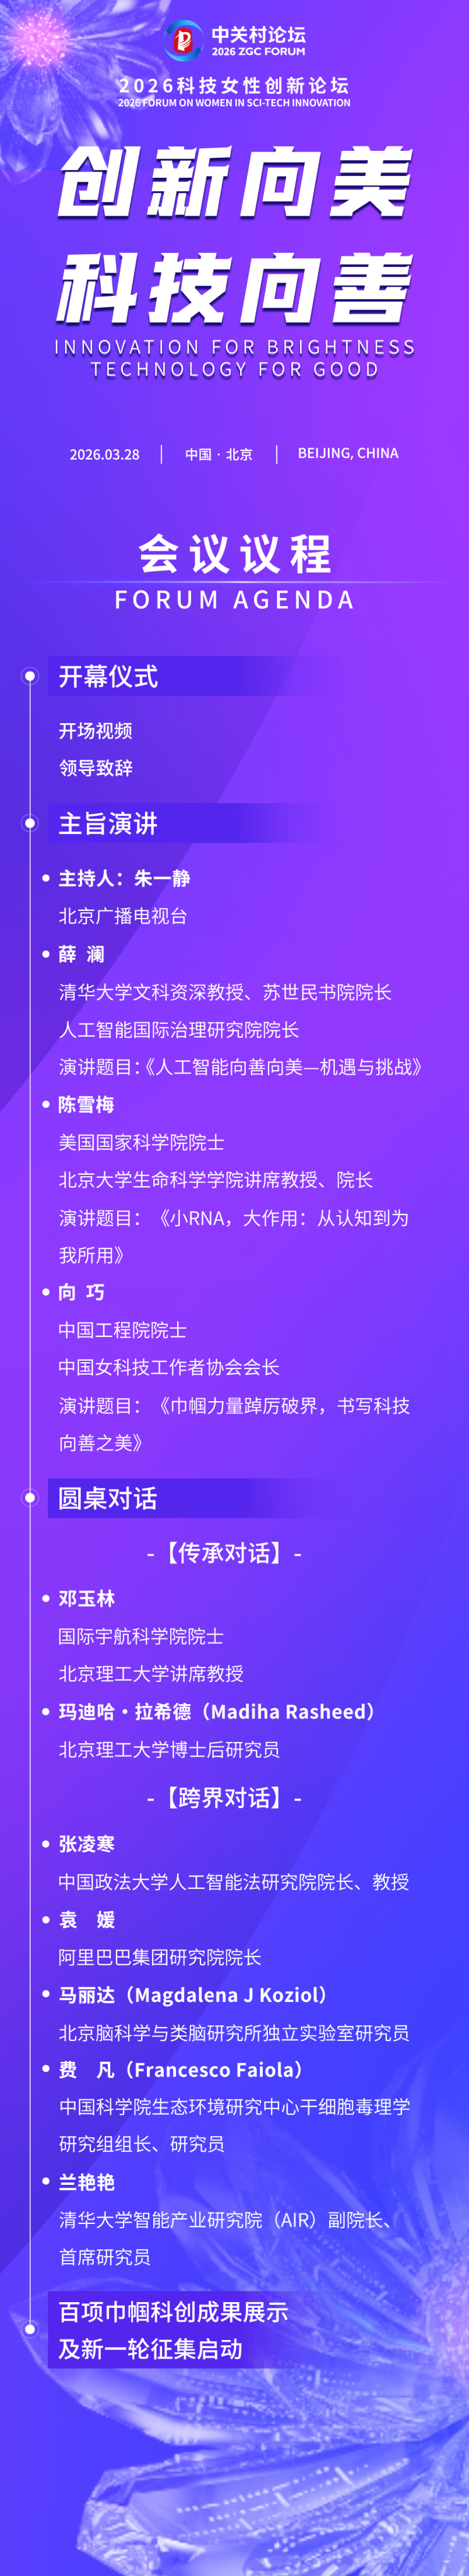 中关村论坛
2026 ZGC FORUM
2026科技女性创新论坛
2026 FORUM ON WOMEN IN SCI-TECH INNOVATION
创新向美
科技向善
INNOVATION FOR BRIGHTNESS
TECHNOLOGY FOR GOOD
2026.03.28 | 中国 · 北京 | BEIJING, CHINA
会议议程
FORUM AGENDA
开幕仪式
开场视频
领导致辞
主旨演讲
• 主持人：朱一静
北京广播电视台
• 薛 澜
清华大学文科资深教授、苏世民书院院长
人工智能国际治理研究院院长
演讲题目：《人工智能向善向美—机遇与挑战》
• 陈雪梅
美国国家科学院院士
北京大学生命科学学院讲席教授、院长
演讲题目：《小RNA，大作用：从认知到为
我所用》
• 向 巧
中国工程院院士
中国女科技工作者协会会长
演讲题目：《巾帼力量踔厉破界，书写科技
向善之美》
圆桌对话
-【传承对话】-
• 邓玉林
国际宇航科学院院士
北京理工大学讲席教授
• 玛迪哈·拉希德（Madiha Rasheed）
北京理工大学博士后研究员
-【跨界对话】-
• 张凌寒
中国政法大学人工智能法研究院院长、教授
• 袁 媛
阿里巴巴集团研究院院长
• 马丽达（Magdalena J Koziol）
北京脑科学与类脑研究所独立实验室研究员
• 费 凡（Francesco Faiola）
中国科学院生态环境研究中心干细胞毒理学
研究组组长、研究员
• 兰艳艳
清华大学智能产业研究院（AIR）副院长、
首席研究员
百项巾帼科创成果展示
及新一轮征集启动